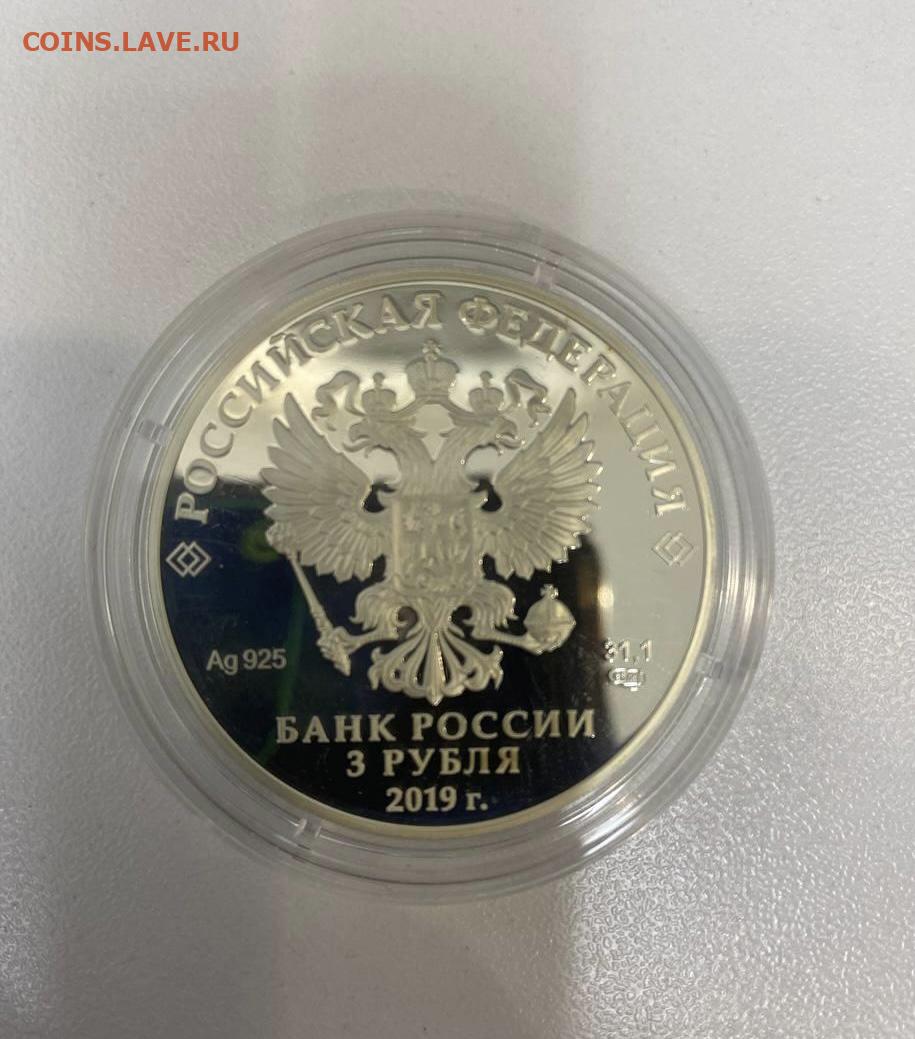 COINS.LAVE.RU
РОССИЙСКАЯ ФЕДЕРАЦИЯ
Ag 925
31,1
БАНК РОССИИ
3 РУБЛЯ
2019 г.